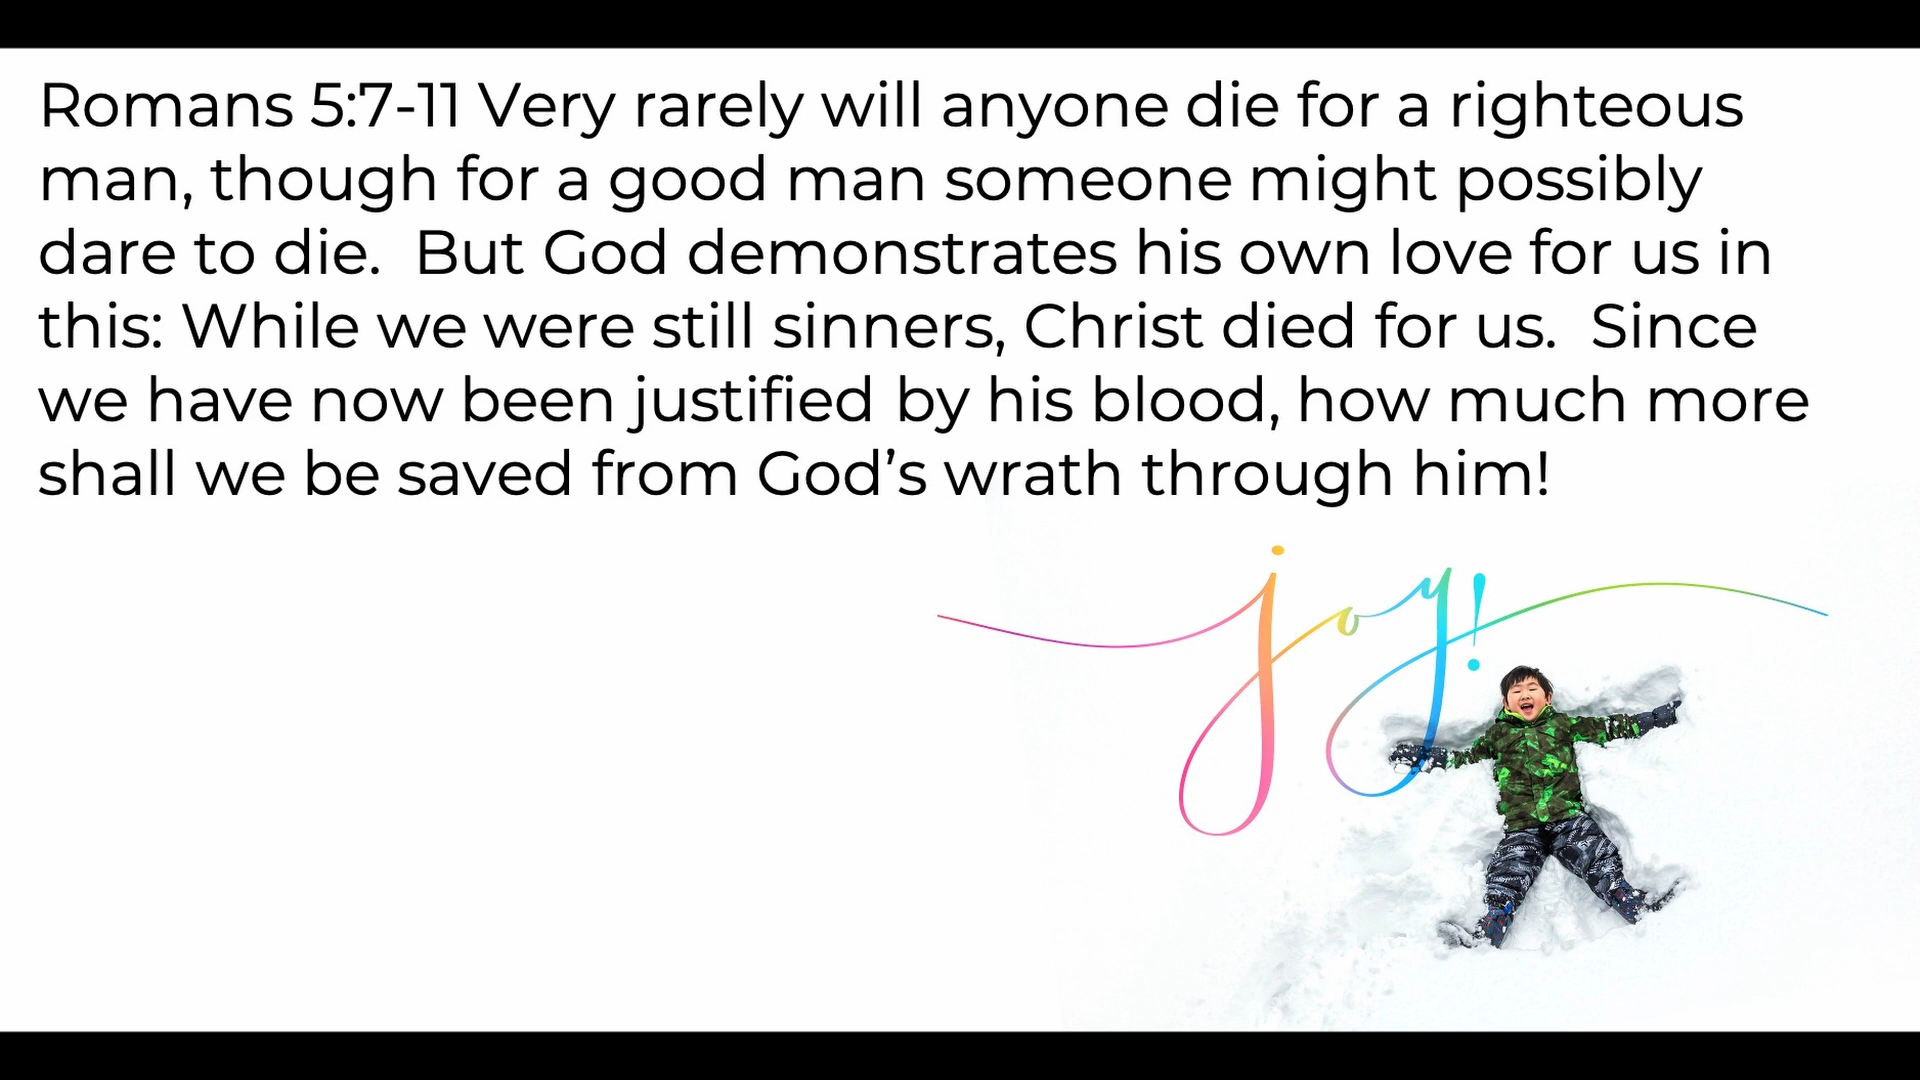 Romans 5:7-11 Very rarely will anyone die for a righteous
man, though for a good man someone might possibly
dare to die.  But God demonstrates his own love for us in
this: While we were still sinners, Christ died for us.  Since
we have now been justified by his blood, how much more
shall we be saved from God’s wrath through him!
joy!